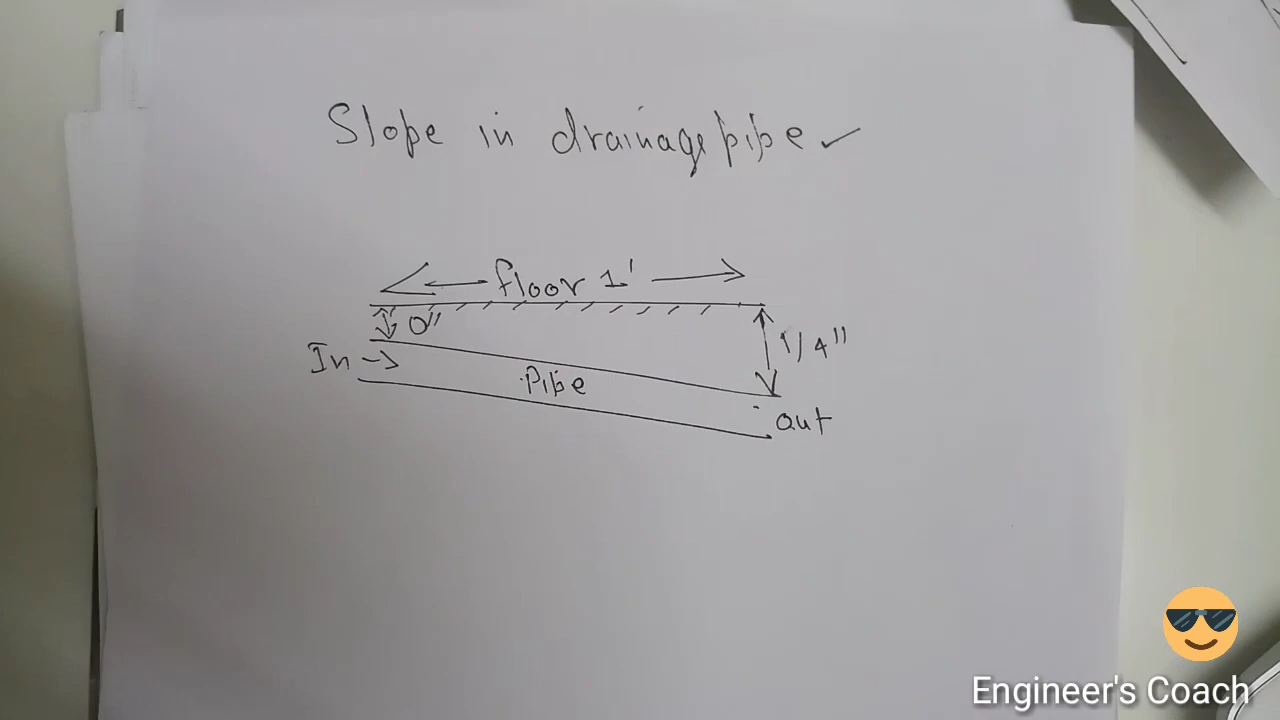 Slope in drainage pipe ✓
← floor 1' →
0"
1/4"
In →
Pipe
out
Engineer's Coach